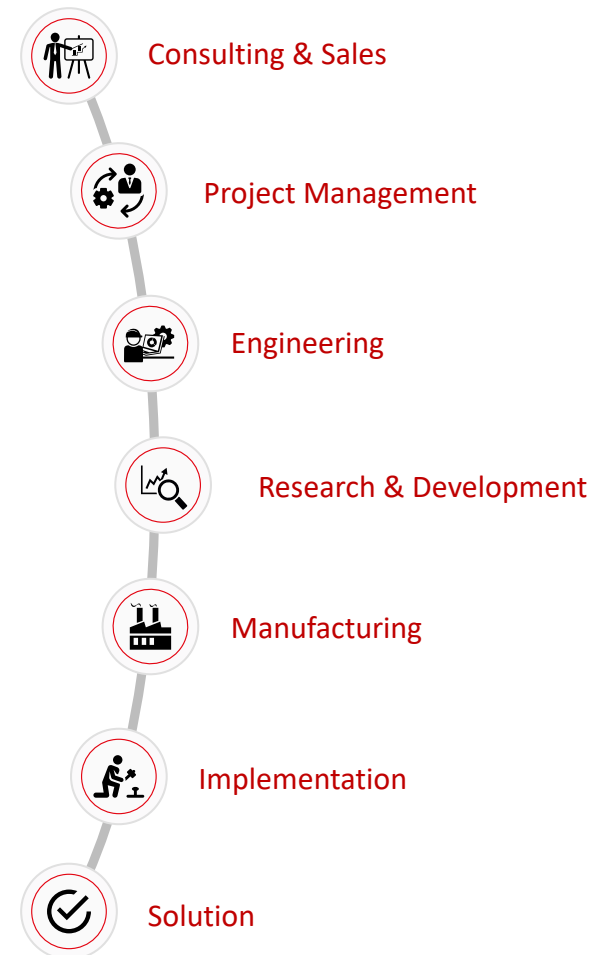 Consulting & Sales
Project Management
Engineering
Research & Development
Manufacturing
Implementation
Solution